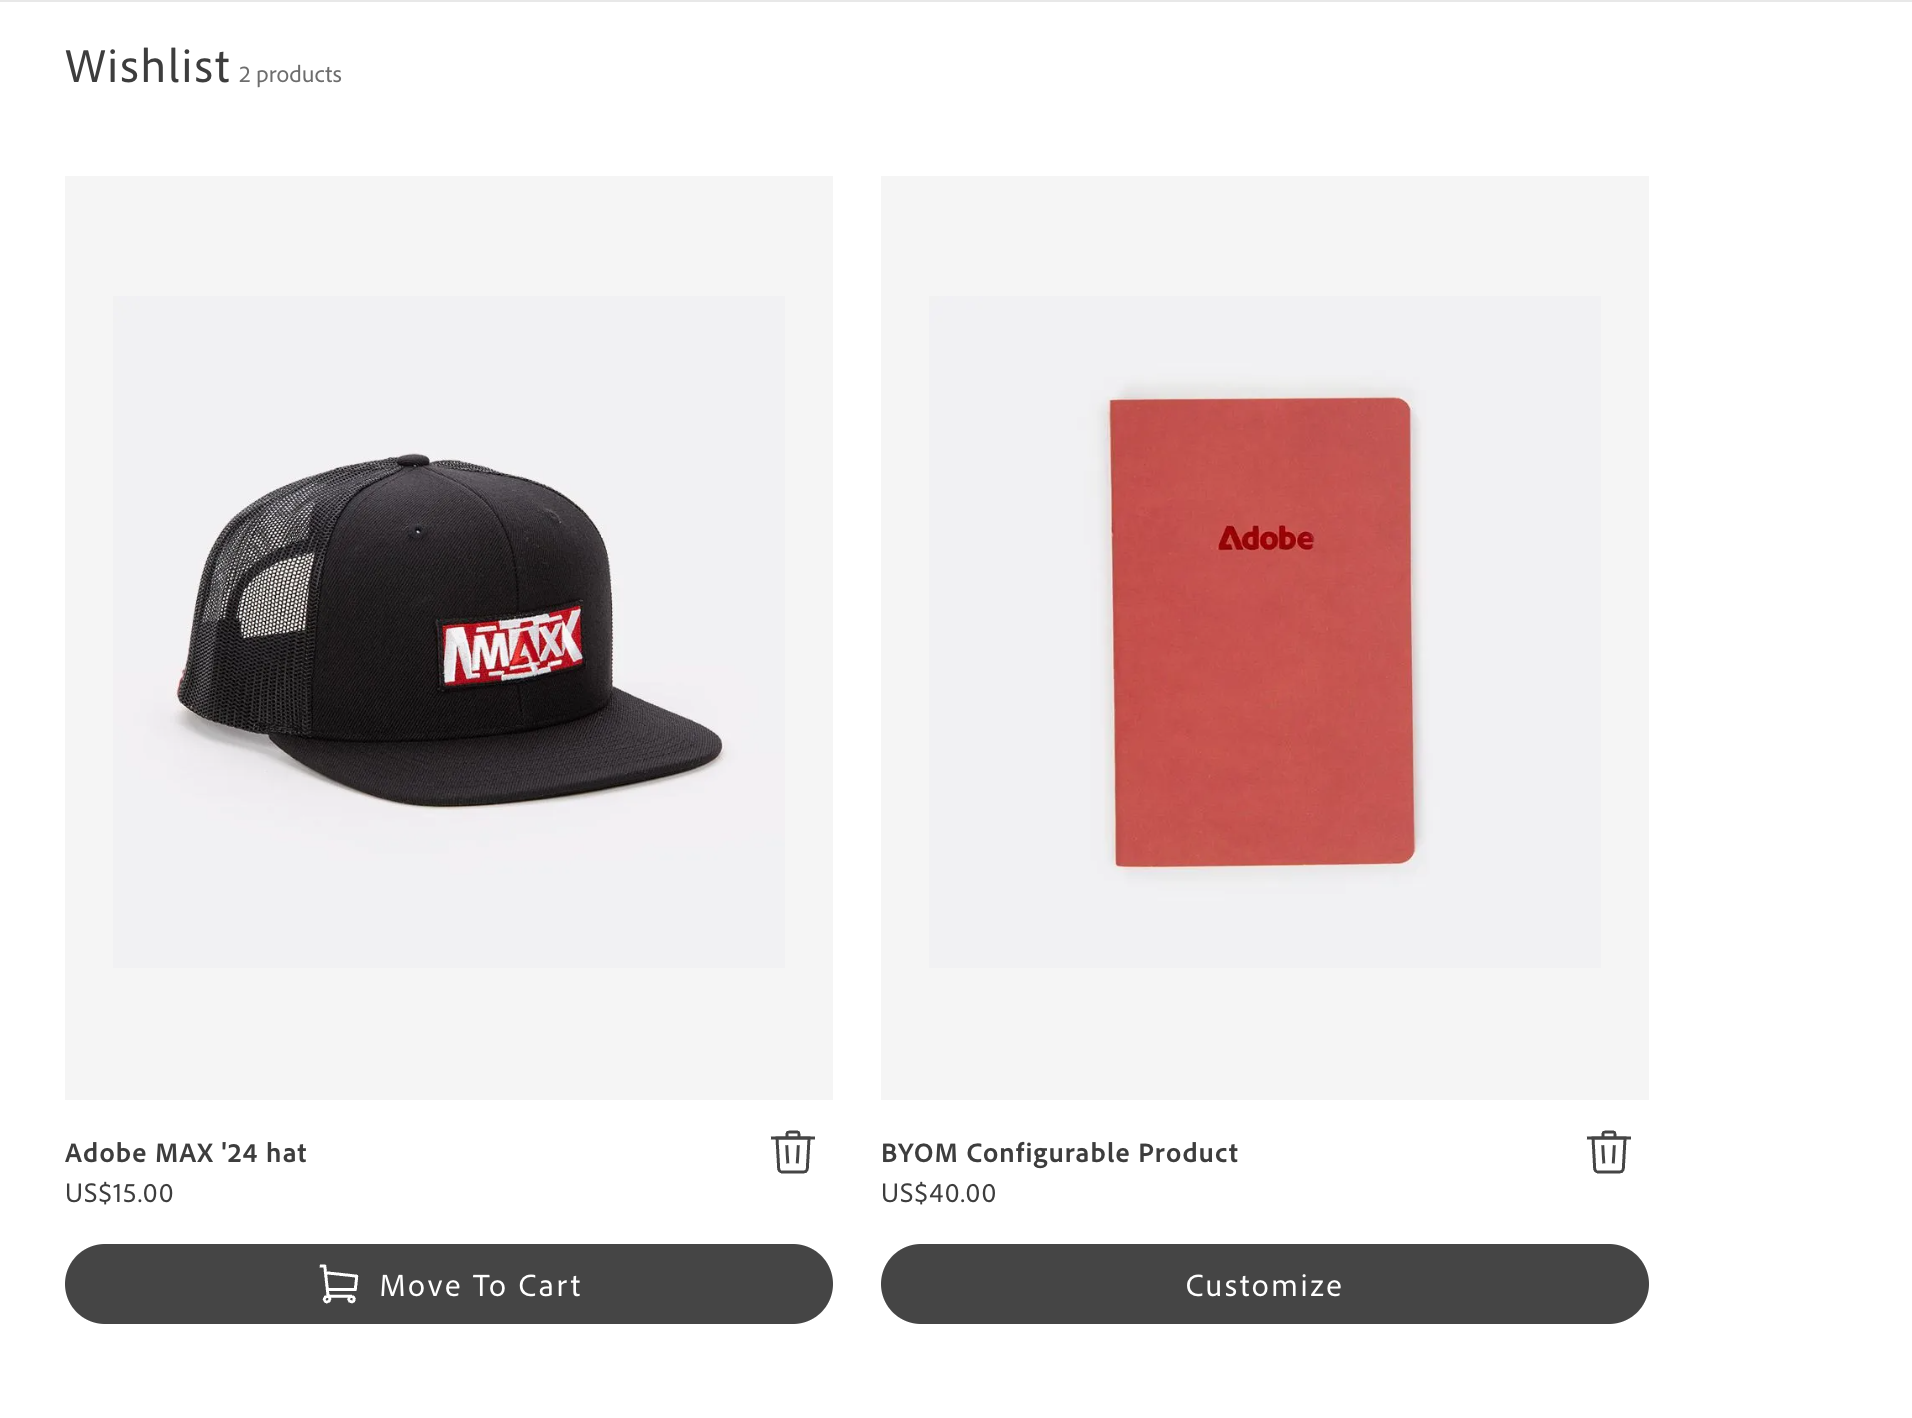 Wishlist 2 products
MAX
Adobe
Adobe MAX '24 hat
US$15.00
Move To Cart
BYOM Configurable Product
US$40.00
Customize